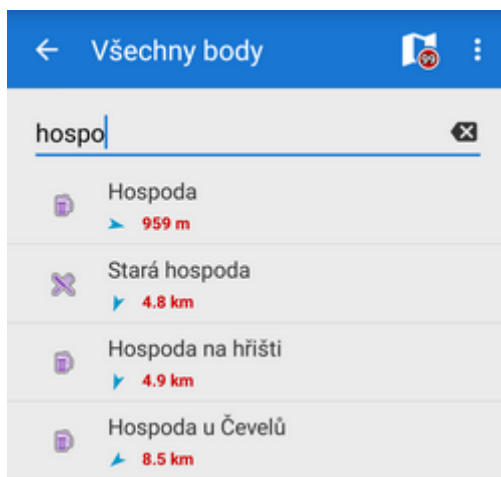 Všechny body
99
hospo
Hospoda
959 m
Stará hospoda
4.8 km
Hospoda na hřišti
4.9 km
Hospoda u Čevelů
8.5 km